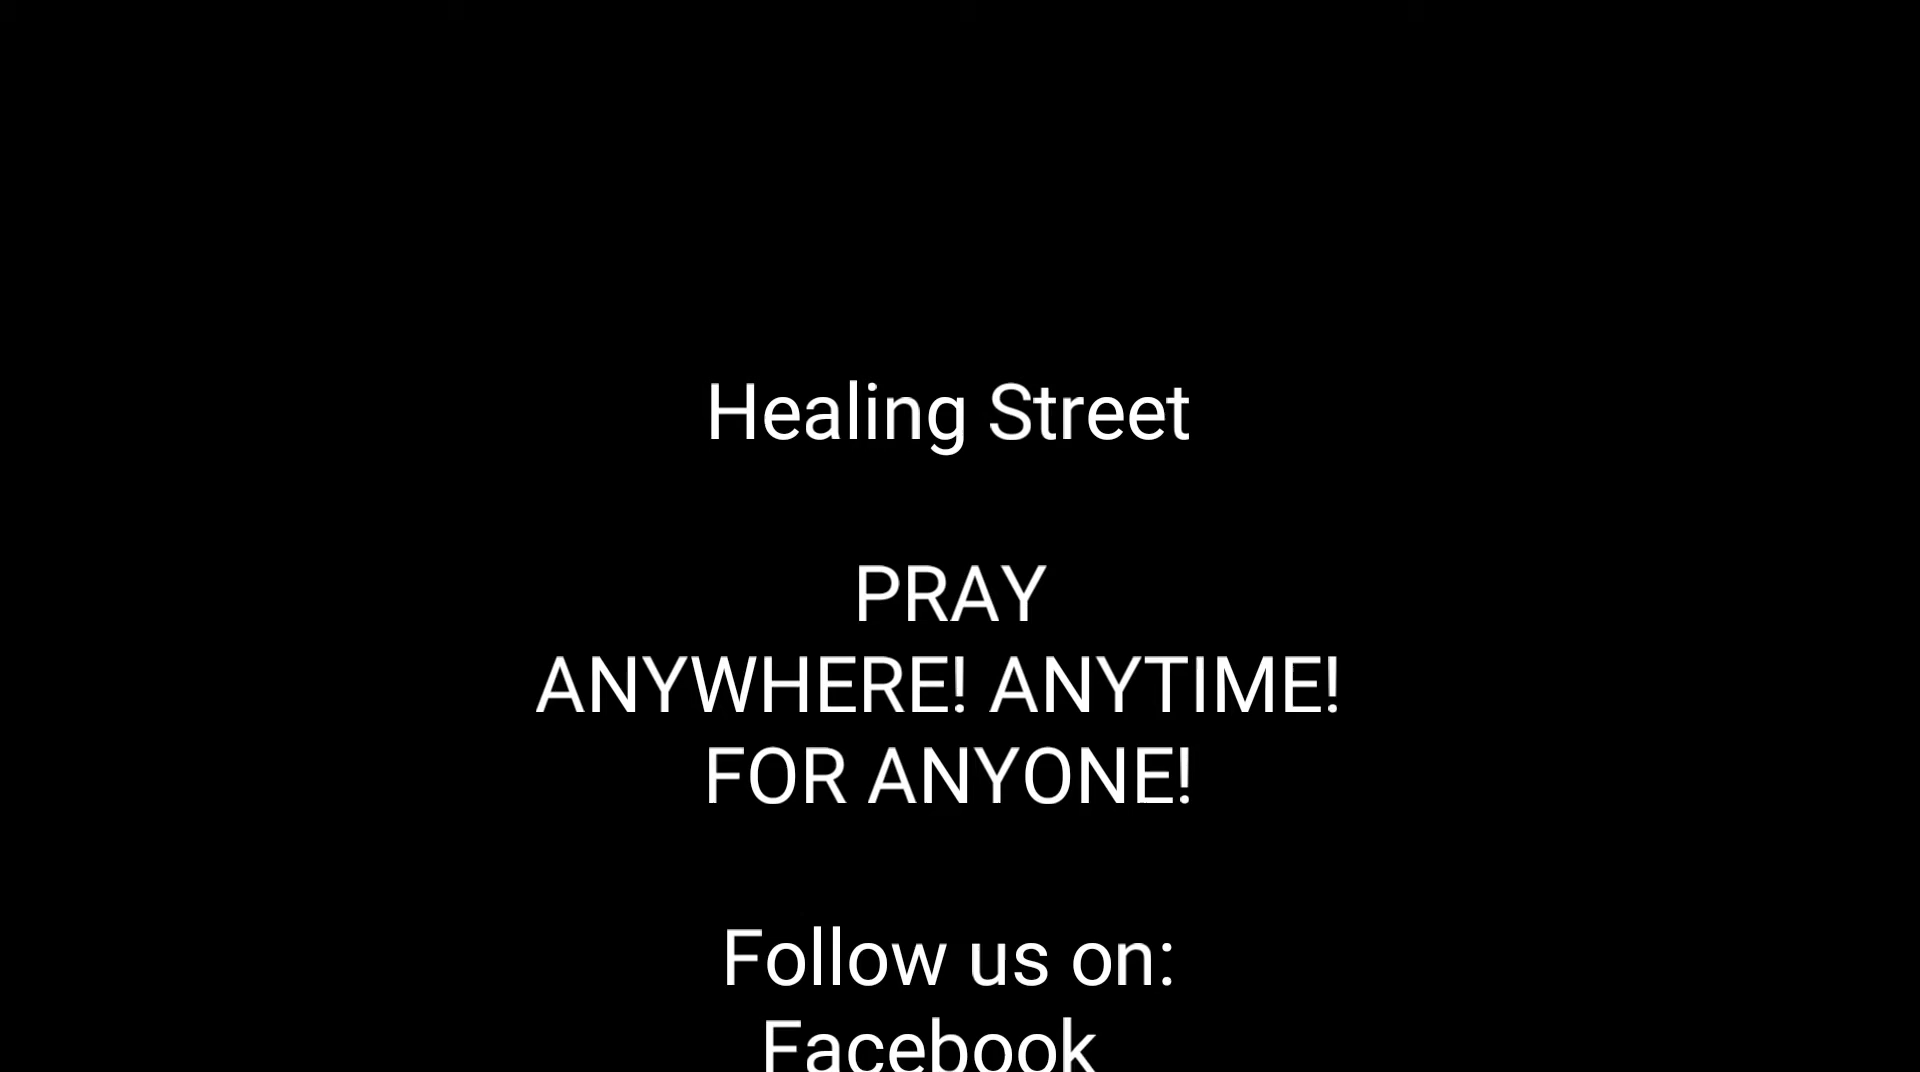 Healing Street
PRAY
ANYWHERE! ANYTIME!
FOR ANYONE!
Follow us on:
Facebook